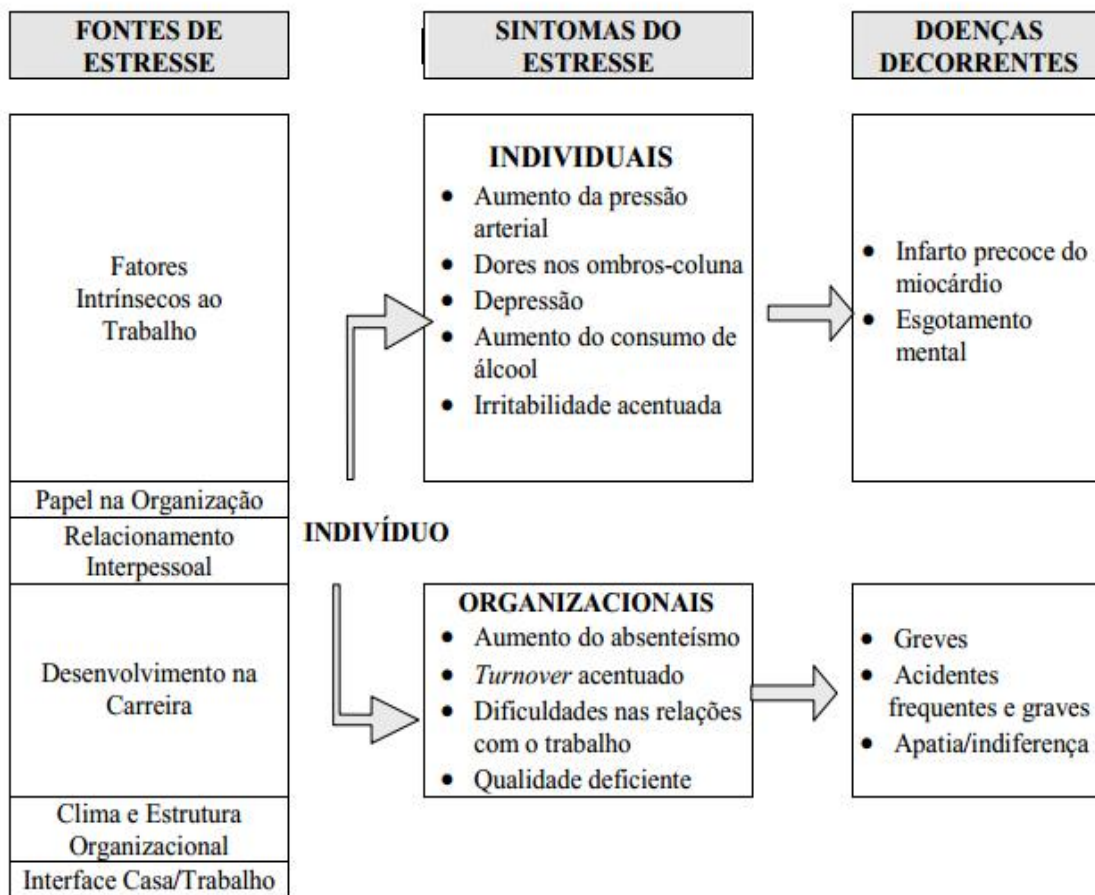 FONTES DE
ESTRESSE
SINTOMAS DO
ESTRESSE
DOENÇAS
DECORRENTES
Fatores
Intrínsecos ao
Trabalho
Papel na Organização
Relacionamento
Interpessoal
Desenvolvimento na
Carreira
Clima e Estrutura
Organizacional
Interface Casa/Trabalho
INDIVÍDUO
INDIVIDUAIS
• Aumento da pressão
arterial
• Dores nos ombros-coluna
• Depressão
• Aumento do consumo de
álcool
• Irritabilidade acentuada
ORGANIZACIONAIS
• Aumento do absenteísmo
• Turnover acentuado
• Dificuldades nas relações
com o trabalho
• Qualidade deficiente
• Infarto precoce do
miocárdio
• Esgotamento
mental
• Greves
• Acidentes
frequentes e graves
• Apatia/indiferença